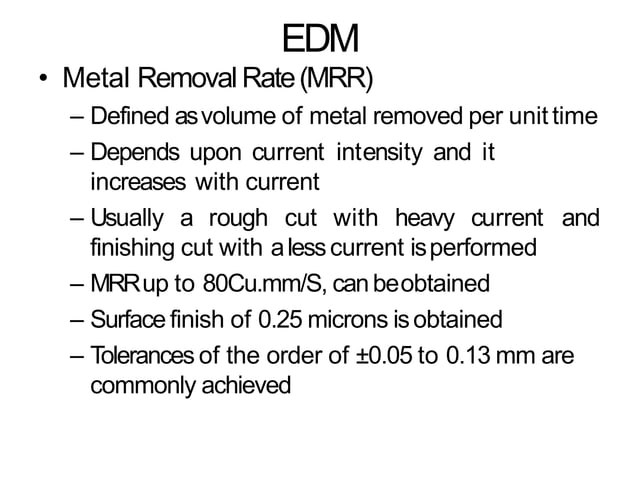 EDM
• Metal Removal Rate (MRR)
– Defined as volume of metal removed per unit time
– Depends upon current intensity and it
increases with current
– Usually a rough cut with heavy current and
finishing cut with a less current is performed
– MRR up to 80Cu.mm/S, can be obtained
– Surface finish of 0.25 microns is obtained
– Tolerances of the order of ±0.05 to 0.13 mm are
commonly achieved